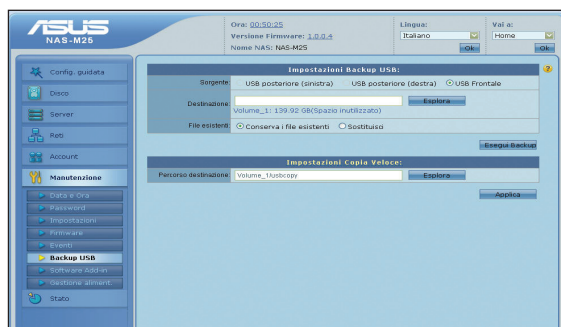 ASUS
NAS-M25
Ora: 00:50:25
Versione Firmware: 1.0.0.4
Nome NAS: NAS-M25
Lingua:
Italiano
Ok
Vai a:
Home
Ok
Config. guidata
Disco
Server
Reti
Account
Manutenzione
Data e Ora
Password
Impostazioni
Firmware
Eventi
Backup USB
Software Add-in
Gestione aliment.
Stato
Impostazioni Backup USB:
Sorgente: USB posteriore (sinistra) USB posteriore (destra) USB Frontale
Destinazione: Esplora
Volume_1: 139.92 GB(Spazio inutilizzato)
File esistenti: Conserva i file esistenti Sostituisci
Esegui Backup
Impostazioni Copia Veloce:
Percorso destinazione: Volume_1/usbcopy Esplora
Applica